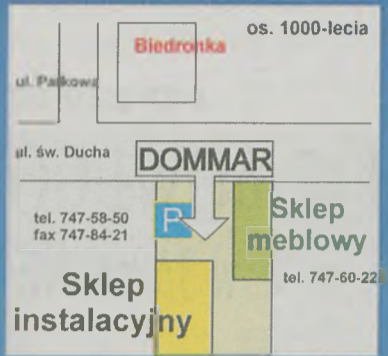 os. 1000-lecia
Biedronka
ul. Parkowa
ul. św. Ducha
DOMMAR
P
tel. 747-58-50
fax 747-84-21
Sklep
meblowy
tel. 747-60-22
Sklep
instalacyjny